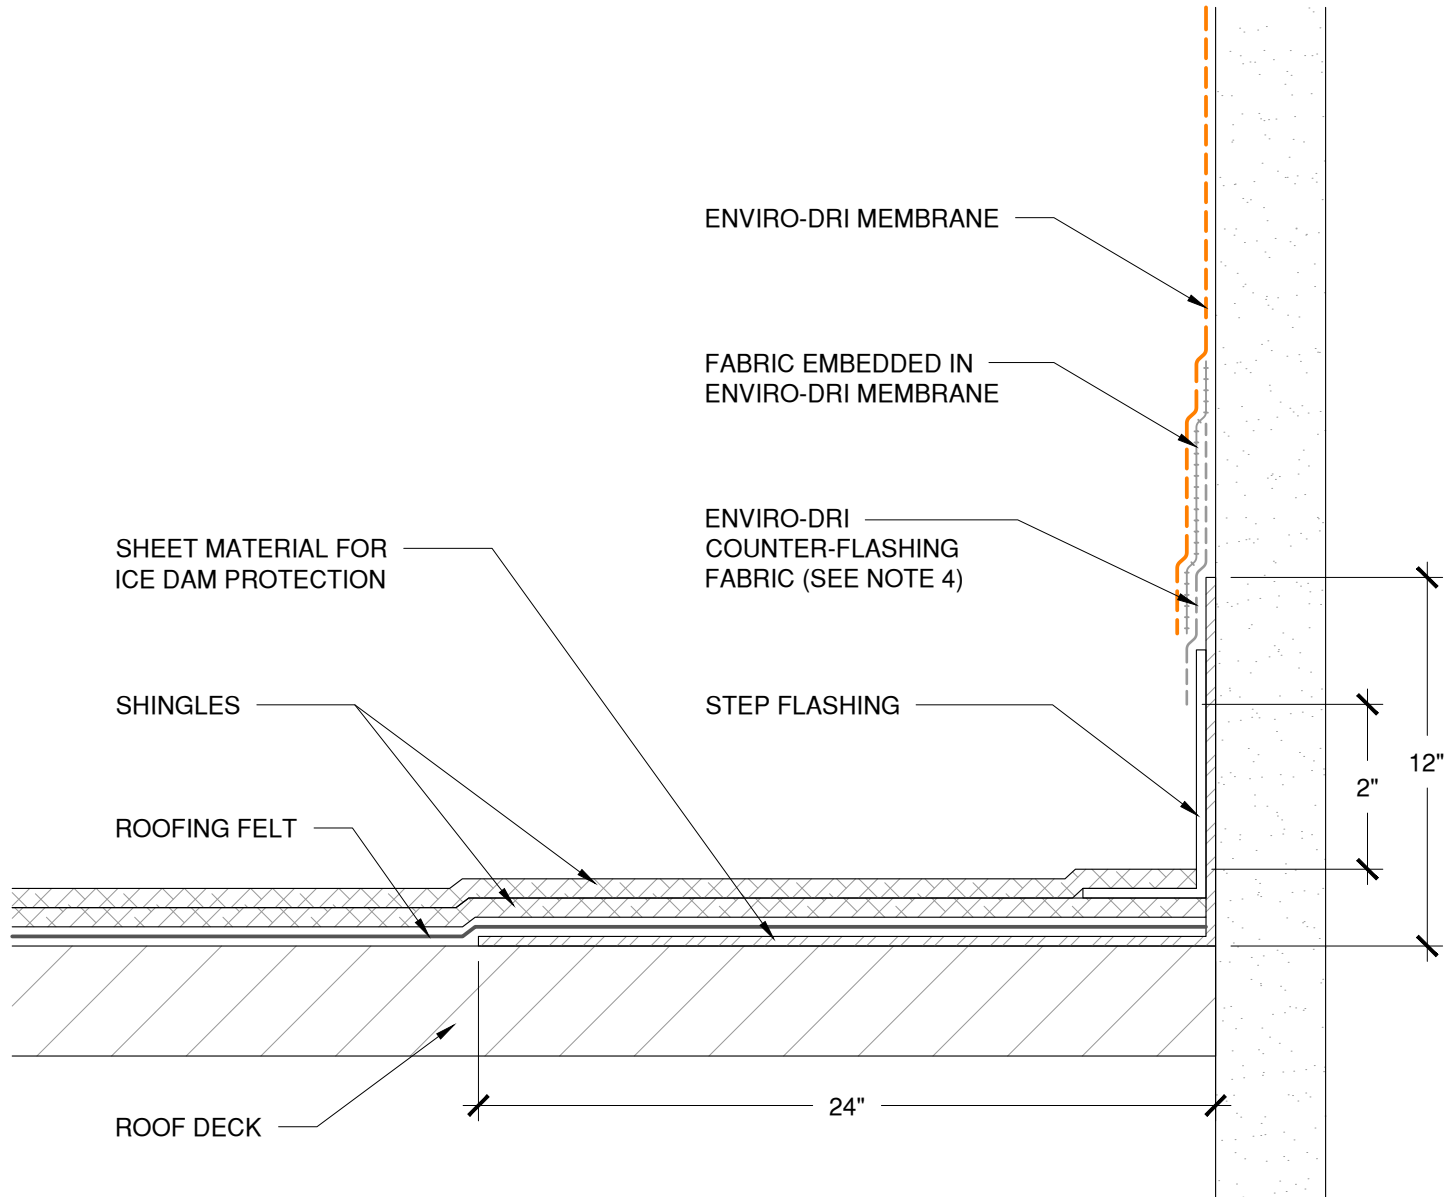 ENVIRO-DRI MEMBRANE
FABRIC EMBEDDED IN
ENVIRO-DRI MEMBRANE
ENVIRO-DRI
COUNTER-FLASHING
FABRIC (SEE NOTE 4)
SHEET MATERIAL FOR
ICE DAM PROTECTION
SHINGLES
STEP FLASHING
12"
2"
ROOFING FELT
24"
ROOF DECK